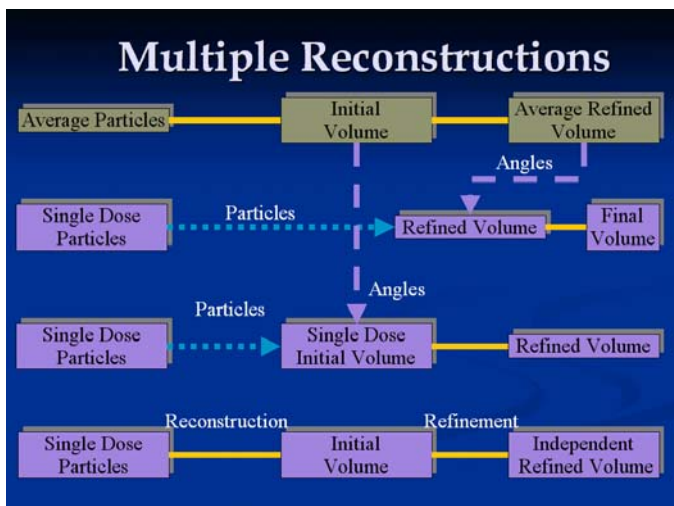 Multiple Reconstructions
Average Particles
Initial
Volume
Average Refined
Volume
Angles
Single Dose
Particles
Particles
Refined Volume
Final
Volume
Angles
Particles
Single Dose
Particles
Single Dose
Initial Volume
Refined Volume
Reconstruction
Refinement
Single Dose
Particles
Initial
Volume
Independent
Refined Volume